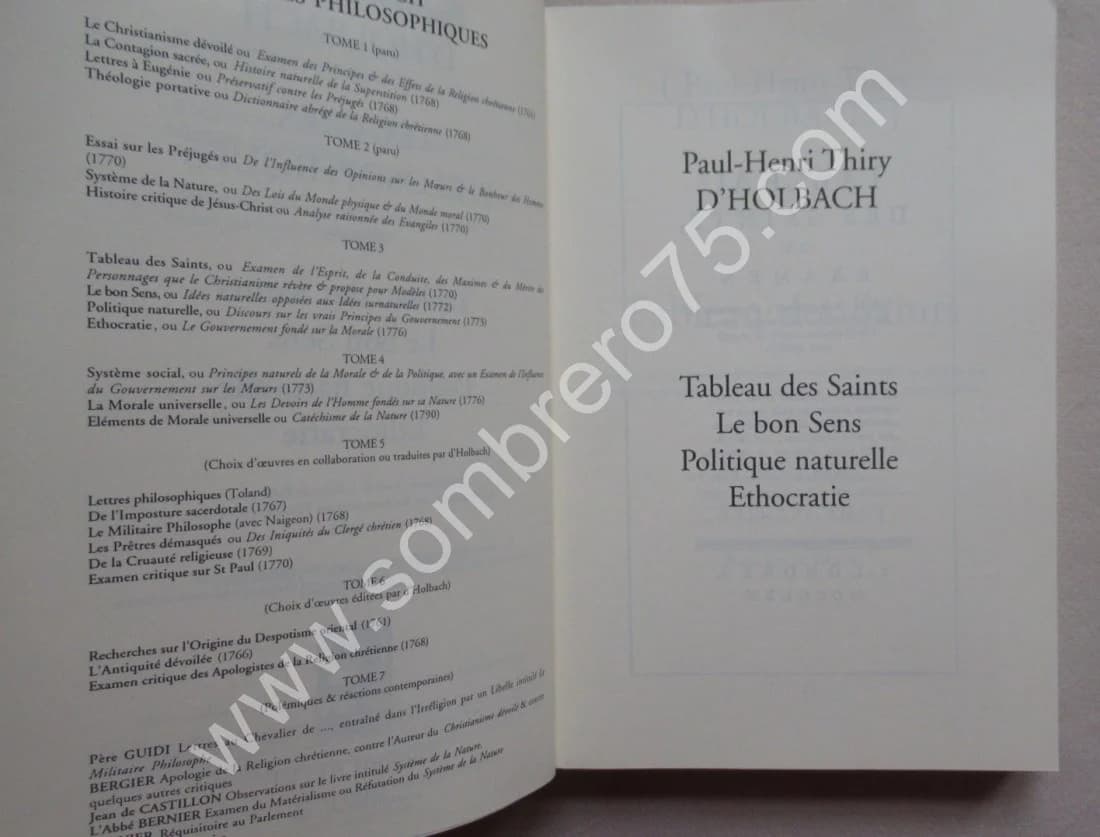 PHILOSOPHIQUES
TOME 1 (paru)
Le Christianisme dévoilé ou Examen des Principes & des Effets de la Religion chrétienne
La Contagion sacrée, ou Histoire naturelle de la Superstition (1768)
Lettres à Eugénie ou Préservatif contre les Préjugés (1768)
Théologie portative ou Dictionnaire abrégé de la Religion chrétienne (1768)
TOME 2 (paru)
Essai sur les Préjugés ou De l'Influence des Opinions sur les Mœurs & le Bonheur des Hommes
(1770)
Système de la Nature, ou Des Lois du Monde physique & du Monde moral (1770)
Histoire critique de Jésus-Christ ou Analyse raisonnée des Evangiles (1770)
TOME 3
Tableau des Saints, ou Examen de l'Esprit, de la Conduite, des Maximes & du Mérite des
Personnages que le Christianisme révère & propose pour Modèles (1770)
Le bon Sens, ou Idées naturelles opposées aux Idées surnaturelles (1772)
Politique naturelle, ou Discours sur les vrais Principes du Gouvernement (1773)
Ethocratie, ou Le Gouvernement fondé sur la Morale (1776)
TOME 4
Système social, ou Principes naturels de la Morale & de la Politique, avec un Examen de l'Influence
du Gouvernement sur les Mœurs (1773)
La Morale universelle, ou Les Devoirs de l'Homme fondés sur sa Nature (1776)
Eléments de Morale universelle ou Catéchisme de la Nature (1790)
TOME 5
(Choix d'œuvres en collaboration ou traduites par d'Holbach)
Lettres philosophiques (Toland)
De l'Imposture sacerdotale (1767)
Le Militaire Philosophe (avec Naigeon) (1768)
Les Prêtres démasqués ou Des Iniquités du Clergé chrétien (1768)
De la Cruauté religieuse (1769)
Examen critique sur St Paul (1770)
TOME 6
(Choix d'œuvres éditées par d'Holbach)
Recherches sur l'Origine du Despotisme oriental (1761)
L'Antiquité dévoilée (1766)
Examen critique des Apologistes de la Religion chrétienne (1768)
TOME 7
(Polémiques & réactions contemporaines)
Père GUIDI Lettres au Chevalier de ..., entraîné dans l'Irréligion par un Libelle intitulé le
Militaire Philosophe
BERGIER Apologie de la Religion chrétienne, contre l'Auteur du Christianisme dévoilé & contre
quelques autres critiques
Jean de CASTILLON Observations sur le livre intitulé Système de la Nature.
L'Abbé BERNIER Examen du Matérialisme ou Réfutation du Système de la Nature
Réquisitoire au Parlement
Paul-Henri Thiry
D'HOLBACH
Tableau des Saints
Le bon Sens
Politique naturelle
Ethocratie
www.sombrero75.com